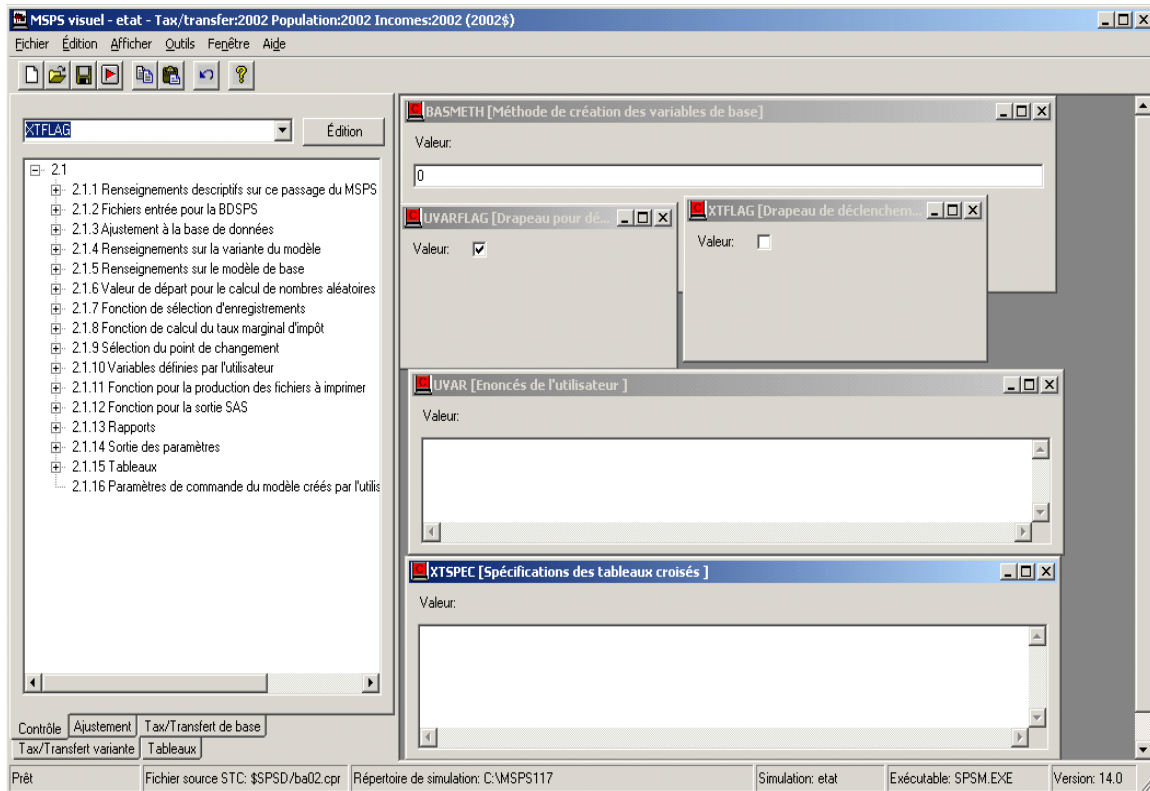 MSPS visuel - etat - Tax/transfer:2002 Population:2002 Incomes:2002 (2002$)
Fichier Édition Afficher Outils Fenêtre Aide
XTFLAG
Édition
2.1
2.1.1 Renseignements descriptifs sur ce passage du MSPS
2.1.2 Fichiers entrée pour la BDSPS
2.1.3 Ajustement à la base de données
2.1.4 Renseignements sur la variante du modèle
2.1.5 Renseignements sur le modèle de base
2.1.6 Valeur de départ pour le calcul de nombres aléatoires
2.1.7 Fonction de sélection d'enregistrements
2.1.8 Fonction de calcul du taux marginal d'impôt
2.1.9 Sélection du point de changement
2.1.10 Variables définies par l'utilisateur
2.1.11 Fonction pour la production des fichiers à imprimer
2.1.12 Fonction pour la sortie SAS
2.1.13 Rapports
2.1.14 Sortie des paramètres
2.1.15 Tableaux
2.1.16 Paramètres de commande du modèle créés par l'utilis
Contrôle Ajustement Tax/Transfert de base
Tax/Transfert variante Tableaux
BASMETH [Méthode de création des variables de base]
Valeur:
0
UVARFLAG [Drapeau pour dé...
Valeur:
XTFLAG [Drapeau de déclenchem...
Valeur:
UVAR [Enoncés de l'utilisateur ]
Valeur:
XTSPEC [Spécifications des tableaux croisés ]
Valeur:
Prêt
Fichier source STC: $SPSD/ba02.cpr
Répertoire de simulation: C:\MSPS117
Simulation: etat
Exécutable: SPSM.EXE
Version: 14.0